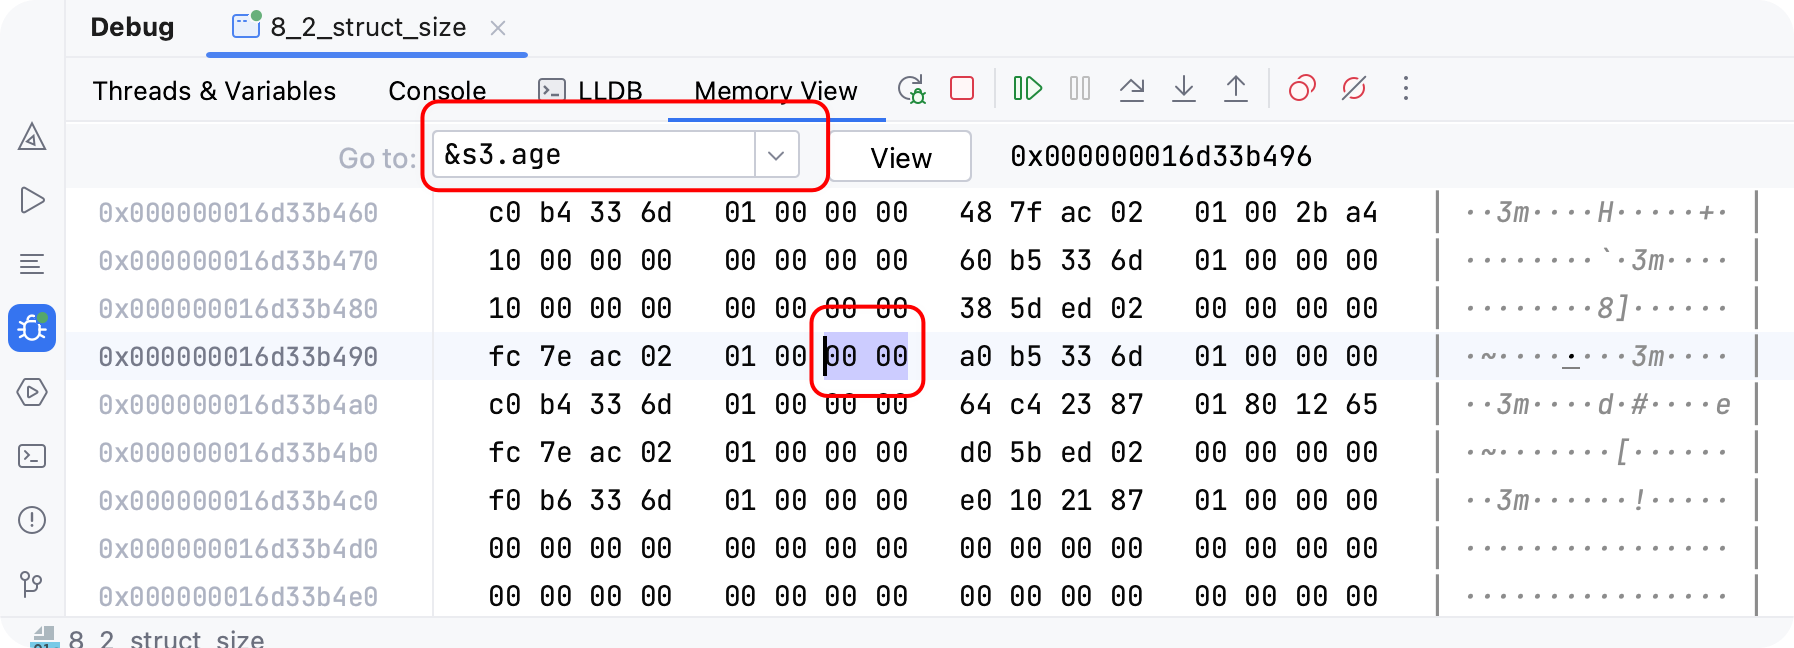 Debug 8_2_struct_size
Threads & Variables Console LLDB Memory View
Go to: &s3.age View 0x000000016d33b496
0x000000016d33b460 c0 b4 33 6d 01 00 00 00 48 7f ac 02 01 00 2b a4 ··3m····H·····+·
0x000000016d33b470 10 00 00 00 00 00 00 00 60 b5 33 6d 01 00 00 00 ········`·3m····
0x000000016d33b480 10 00 00 00 00 00 00 00 38 5d ed 02 00 00 00 00 ········8]······
0x000000016d33b490 fc 7e ac 02 01 00 00 00 a0 b5 33 6d 01 00 00 00 ·~········3m····
0x000000016d33b4a0 c0 b4 33 6d 01 00 00 00 64 c4 23 87 01 80 12 65 ··3m····d·#····e
0x000000016d33b4b0 fc 7e ac 02 01 00 00 00 d0 5b ed 02 00 00 00 00 ·~·······[······
0x000000016d33b4c0 f0 b6 33 6d 01 00 00 00 e0 10 21 87 01 00 00 00 ··3m······!·····
0x000000016d33b4d0 00 00 00 00 00 00 00 00 00 00 00 00 00 00 00 00 ················
0x000000016d33b4e0 00 00 00 00 00 00 00 00 00 00 00 00 00 00 00 00 ················
8_2_struct_size